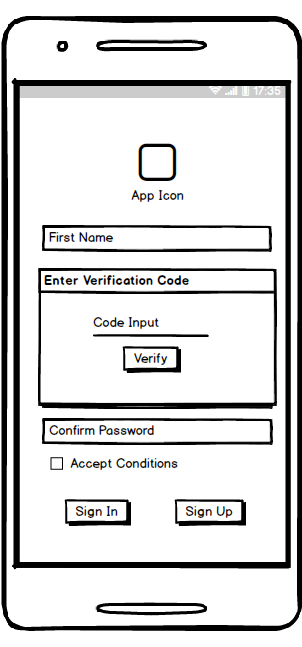 17:35
App Icon
First Name
Enter Verification Code
Code Input
Verify
Confirm Password
Accept Conditions
Sign In
Sign Up